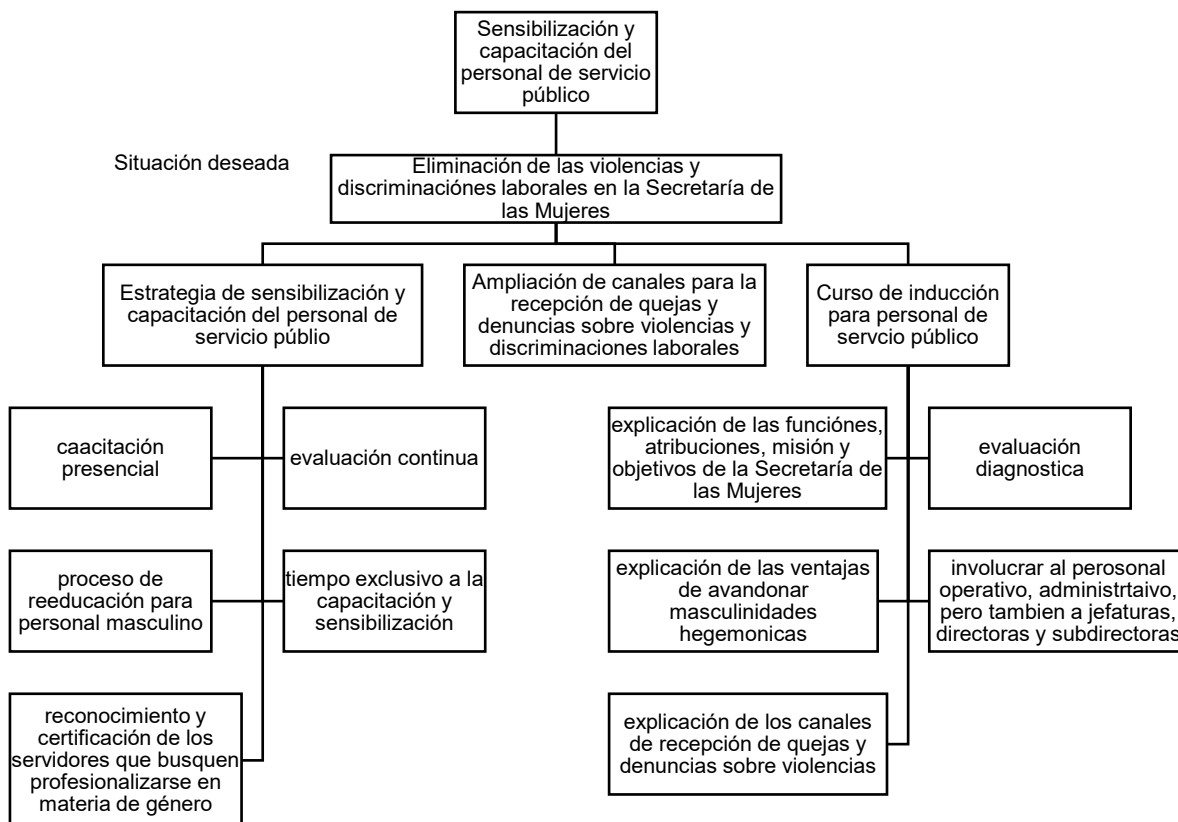 Sensibilización y
capacitación del
personal de servicio
público
Situación deseada
Eliminación de las violencias y
discriminaciónes laborales en la Secretaría de
las Mujeres
Estrategia de sensibilización y
capacitación del personal de
servicio públio
Ampliación de canales para la
recepción de quejas y
denuncias sobre violencias y
discriminaciones laborales
Curso de inducción
para personal de
servcio público
caacitación
presencial
evaluación continua
proceso de
reeducación para
personal masculino
tiempo exclusivo a la
capacitación y
sensibilización
reconocimiento y
certificación de los
servidores que busquen
profesionalizarse en
materia de género
explicación de las funciónes,
atribuciones, misión y
objetivos de la Secretaría de
las Mujeres
evaluación
diagnostica
explicación de las ventajas
de avandonar
masculinidades
hegemonicas
involucrar al perosonal
operativo, administrtaivo,
pero tambien a jefaturas,
directoras y subdirectoras
explicación de los canales
de recepción de quejas y
denuncias sobre violencias